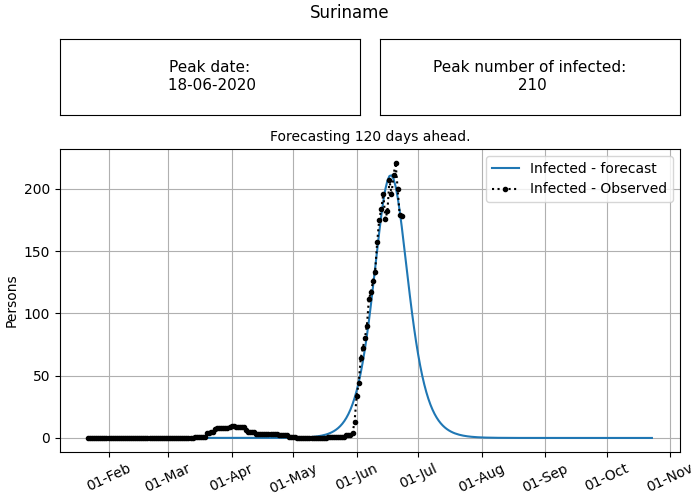 Suriname
Peak date:
18-06-2020
Peak number of infected:
210
Forecasting 120 days ahead.
Infected - forecast
Infected - Observed
Persons
200
150
100
50
0
01-Feb
01-Mar
01-Apr
01-May
01-Jun
01-Jul
01-Aug
01-Sep
01-Oct
01-Nov